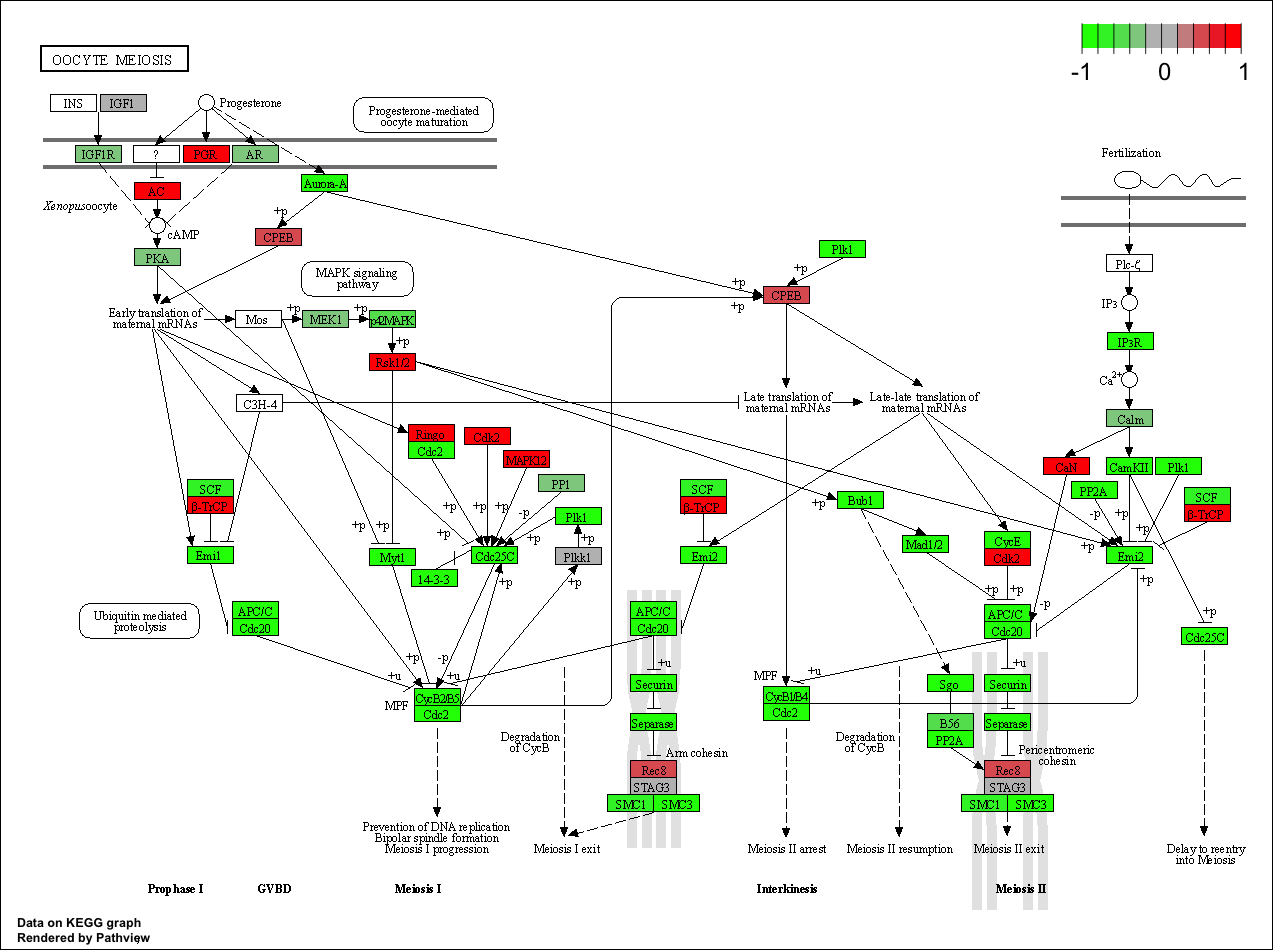 OOCYTE MEIOSIS
-1 0 1
INS IGF1
Progesterone
Progesterone-mediated
oocyte maturation
IGF1R ? PGR AR
Aurora-A
AC
Xenopus oocyte
cAMP
+p
CPEB
PKA
MAPK signaling
pathway
Early translation of
maternal mRNAs
Mos +p MEK1 +p p42MAPK
+p
Rsk1/2
C3H-4
Fertilization
Plc-ζ
IP3
IP3R
Ca2+
Calm
CaN CamKII Plk1
PP2A
SCF
β-TrCP
-p +p
+p
Emi2
+p
+p
Cdc25C
Plk1
+p
+p
+p
CPEB
Late translation of
maternal mRNAs
Late-late translation of
maternal mRNAs
Ringo
Cdc2
Cdk2
MAPK12
PP1
+p +p +p -p
Plk1
+p
+p
+p
Plkk1
+p
SCF
β-TrCP
Emi1
+p +p
Myt1
Cdc25C
14-3-3
+p
SCF
β-TrCP
Emi2
+p
Bub1
Mad1/2
CycE
Cdk2
+p +p
-p
APC/C
Cdc20
Ubiquitin mediated
proteolysis
APC/C
Cdc20
+p -p
+u +u
MPF
CycB2/B5
Cdc2
APC/C
Cdc20
+u
Securin
Separase
Arm cohesin
Rec8
STAG3
SMC1 SMC3
Degradation
of CycB
MPF
+u
CycB1/B4
Cdc2
Degradation
of CycB
Sgo
B56
PP2A
+u
Securin
Separase
Pericentromeric
cohesin
Rec8
STAG3
SMC1 SMC3
Prevention of DNA replication
Bipolar spindle formation
Meiosis I progression
Meiosis I exit
Meiosis II arrest
Meiosis II resumption
Meiosis II exit
Delay to reentry
into Meiosis
Prophase I GVBD Meiosis I Interkinesis Meiosis II
Data on KEGG graph
Rendered by Pathview